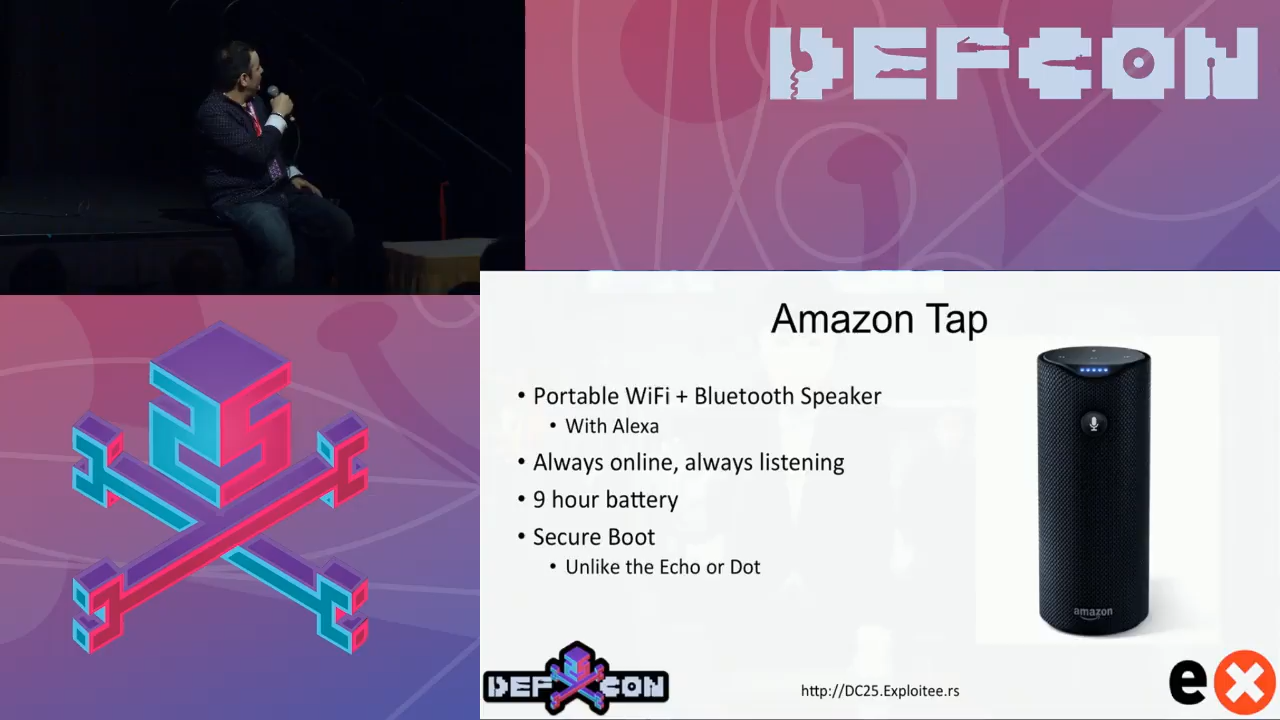 DEFCON
Amazon Tap
• Portable WiFi + Bluetooth Speaker
• With Alexa
• Always online, always listening
• 9 hour battery
• Secure Boot
• Unlike the Echo or Dot
amazon
DEF CON
http://DC25.Exploitee.rs
ex